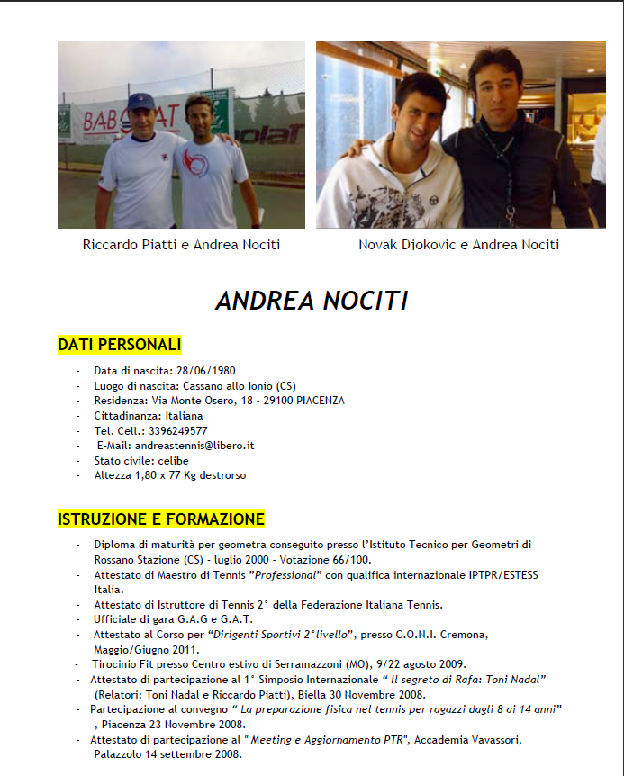 BABOLAT
Riccardo Piatti e Andrea Nociti
Novak Djokovic e Andrea Nociti
ANDREA NOCITI
DATI PERSONALI
- Data di nascita: 28/06/1980
- Luogo di nascita: Cassano allo Ionio (CS)
- Residenza: Via Monte Osero, 18 - 29100 PIACENZA
- Cittadinanza: Italiana
- Tel. Cell.: 3396249577
- E-Mail: andreastennis@libero.it
- Stato civile: celibe
- Altezza 1,80 x 77 Kg destrorso
ISTRUZIONE E FORMAZIONE
- Diploma di maturità per geometra conseguito presso l'Istituto Tecnico per Geometri di
Rossano Stazione (CS) - luglio 2000 - Votazione 66/100.
- Attestato di Maestro di Tennis "Professional" con qualifica internazionale IPTPR/ESTESS
Italia.
- Attestato di Istruttore di Tennis 2° della Federazione Italiana Tennis.
- Ufficiale di gara G.A.G e G.A.T.
- Attestato al Corso per "Dirigenti Sportivi 2°livello", presso C.O.N.I. Cremona,
Maggio/Giugno 2011.
- Tirocinio Fit presso Centro estivo di Serramazzoni (MO), 9/22 agosto 2009.
- Attestato di partecipazione al 1° Simposio Internazionale " Il segreto di Rafa: Toni Nadal"
(Relatori: Toni Nadal e Riccardo Piatti), Biella 30 Novembre 2008.
- Partecipazione al convegno " La preparazione fisica nel tennis per ragazzi dagli 8 ai 14 anni"
, Piacenza 23 Novembre 2008.
- Attestato di partecipazione al "Meeting e Aggiornamento PTR", Accademia Vavassori,
Palazzolo 14 settembre 2008.